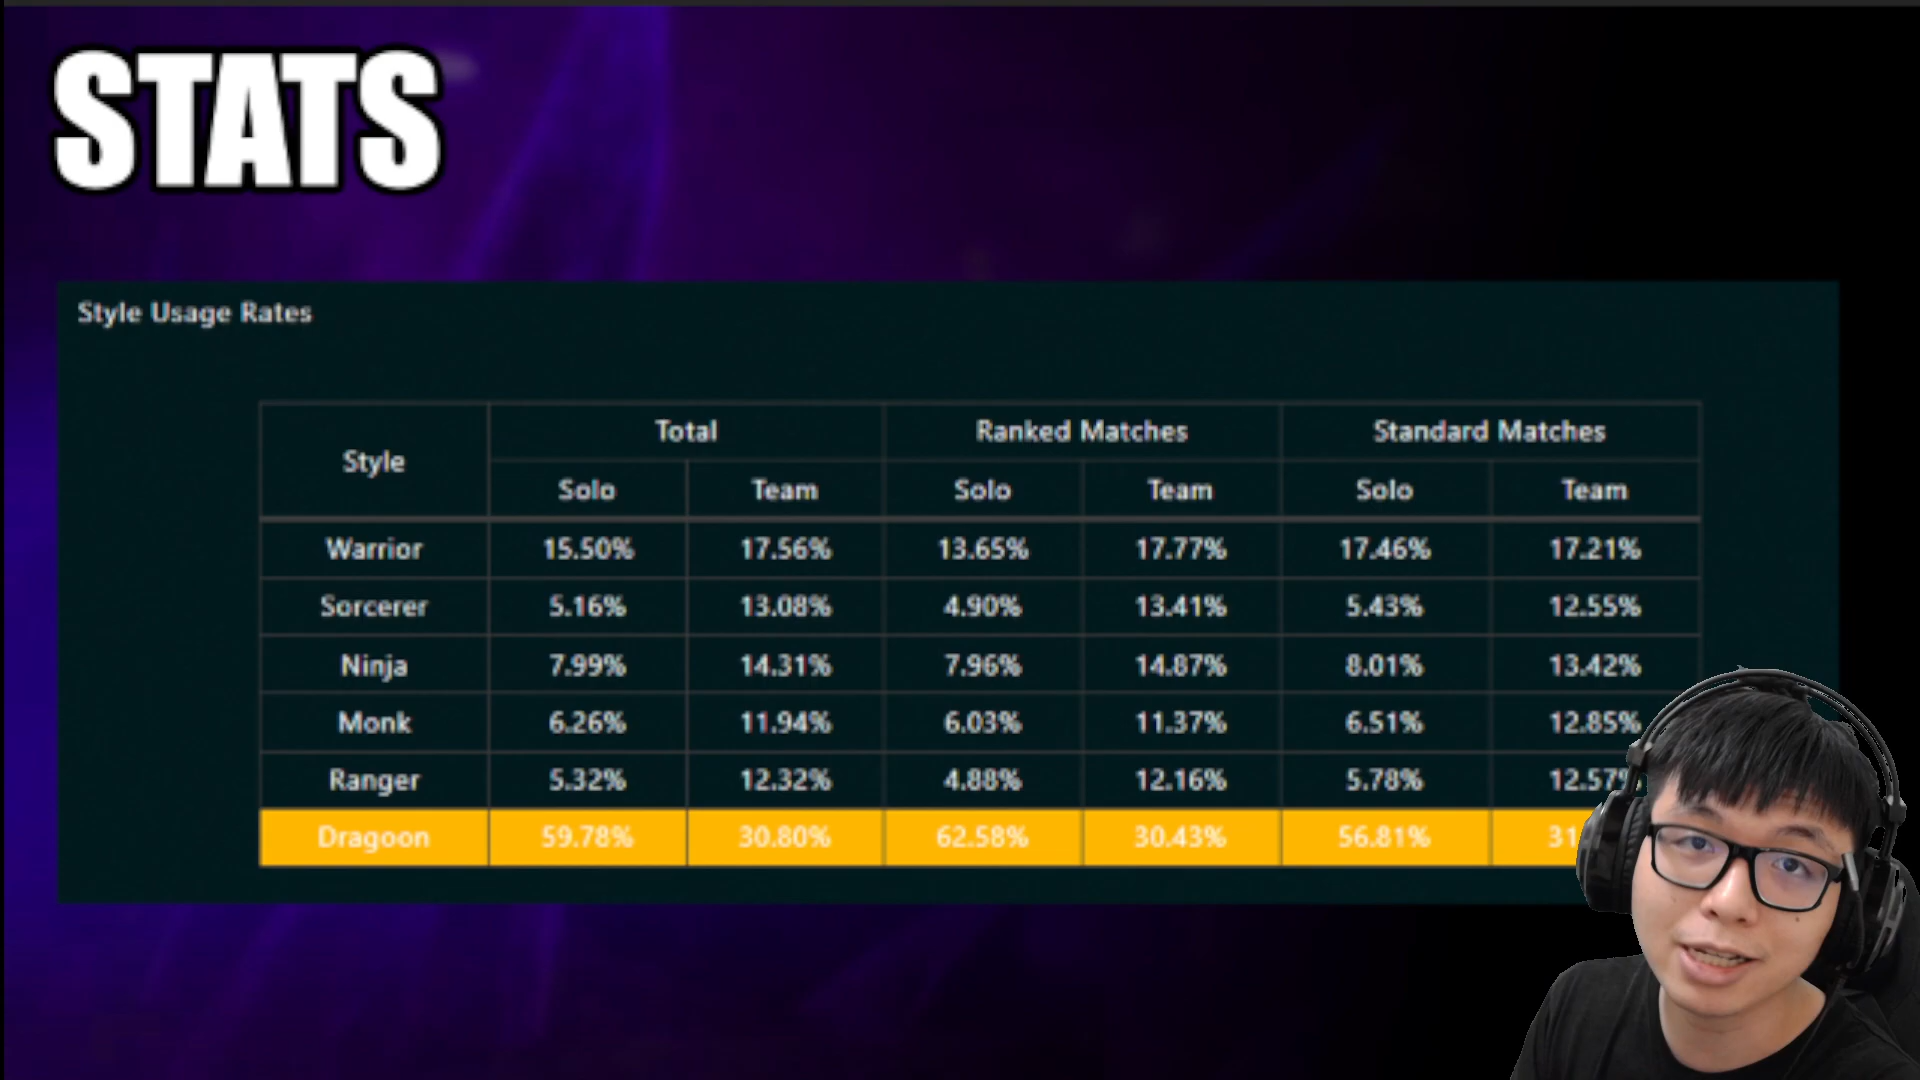 STATS
Style Usage Rates
Style Total Ranked Matches Standard Matches
Solo Team Solo Team Solo Team
Warrior 15.50% 17.56% 13.65% 17.77% 17.46% 17.21%
Sorcerer 5.16% 13.08% 4.90% 13.41% 5.43% 12.55%
Ninja 7.99% 14.31% 7.96% 14.87% 8.01% 13.42%
Monk 6.26% 11.94% 6.03% 11.37% 6.51% 12.85%
Ranger 5.32% 12.32% 4.88% 12.16% 5.78% 12.57%
Dragoon 59.78% 30.80% 62.58% 30.43% 56.81% 31